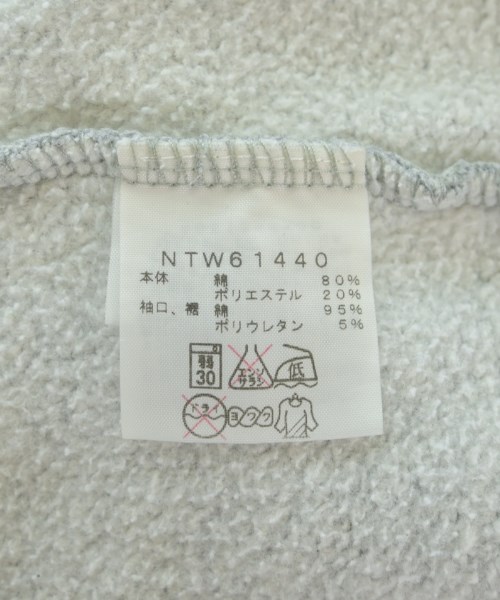 NTW61440
本体 綿 80%
ポリエステル 20%
袖口、裾 綿 95%
ポリウレタン 5%
弱 30 エンソサラシ 低
ドライ ヨワク